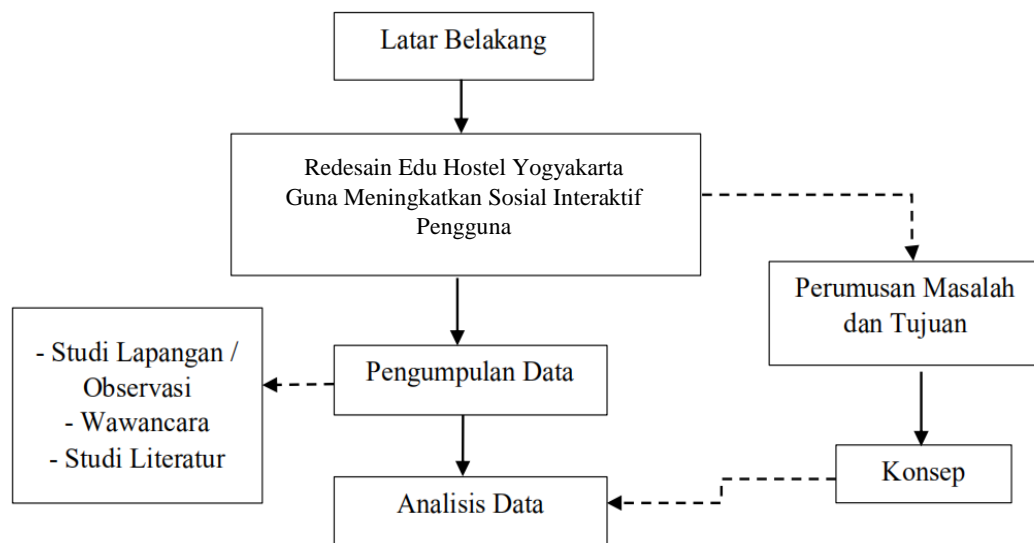 Latar Belakang
Redesain Edu Hostel Yogyakarta
Guna Meningkatkan Sosial Interaktif
Pengguna
Perumusan Masalah
dan Tujuan
- Studi Lapangan /
Observasi
- Wawancara
- Studi Literatur
Pengumpulan Data
Konsep
Analisis Data